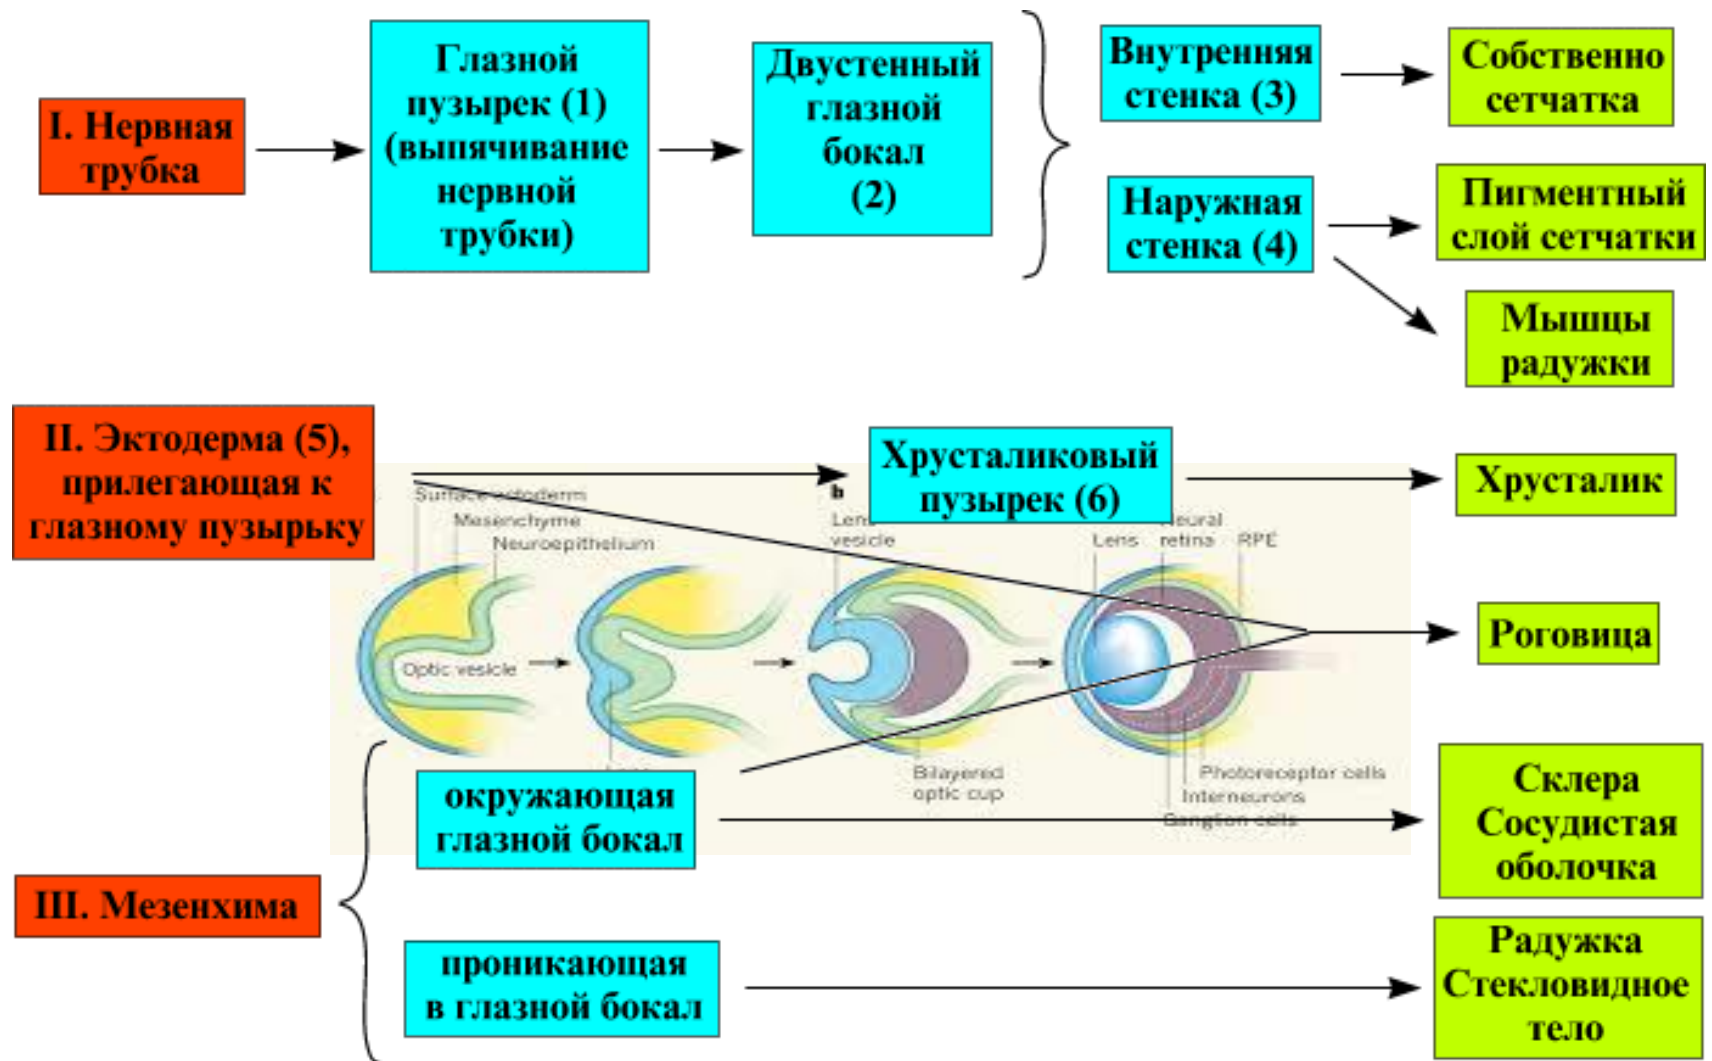 I. Нервная
трубка
Глазной
пузырек (1)
(выпячивание
нервной
трубки)
Двустенный
глазной
бокал
(2)
Внутренняя
стенка (3)
Собственно
сетчатка
Наружная
стенка (4)
Пигментный
слой сетчатки
Мышцы
радужки
II. Эктодерма (5),
прилегающая к
глазному пузырьку
Хрусталиковый
пузырек (6)
Хрусталик
Роговица
Surface ectoderm
Mesenchyme
Neuroepithelium
Optic vesicle
b
Lens
vesicle
Bilayered
optic cup
Lens
Neural
retina
RPE
Photoreceptor cells
Interneurons
Ganglion cells
III. Мезенхима
окружающая
глазной бокал
Склера
Сосудистая
оболочка
проникающая
в глазной бокал
Радужка
Стекловидное
тело